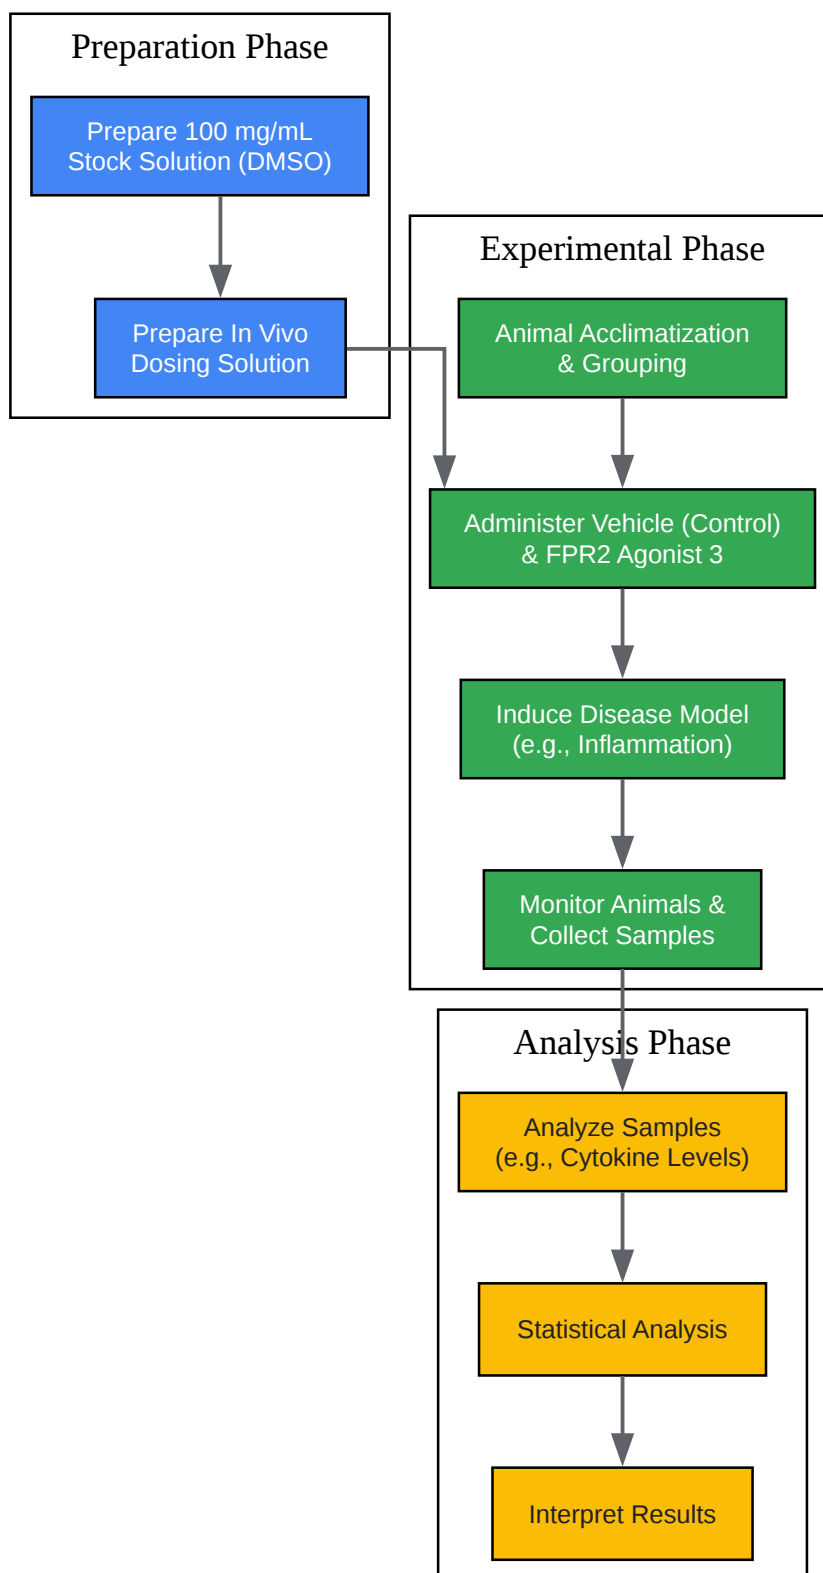 Preparation Phase
Prepare 100 mg/mL
Stock Solution (DMSO)
Prepare In Vivo
Dosing Solution
Experimental Phase
Animal Acclimatization
& Grouping
Administer Vehicle (Control)
& FPR2 Agonist 3
Induce Disease Model
(e.g., Inflammation)
Monitor Animals &
Collect Samples
Analysis Phase
Analyze Samples
(e.g., Cytokine Levels)
Statistical Analysis
Interpret Results